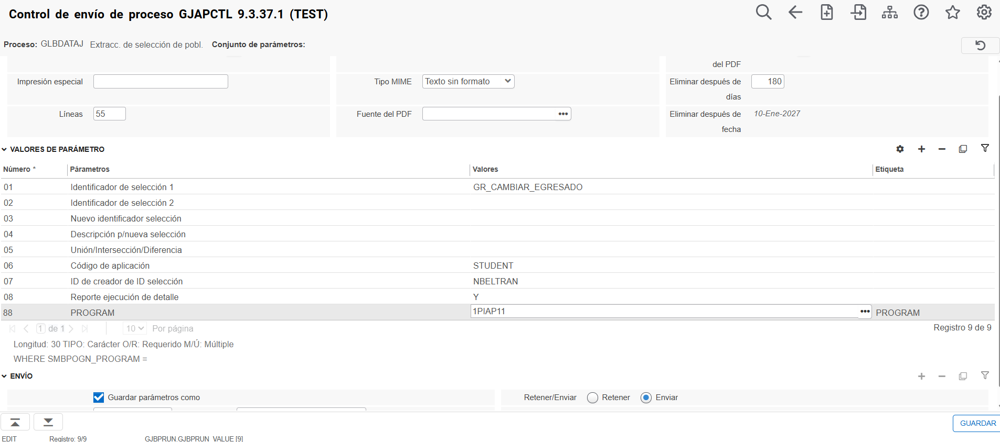 Control de envío de proceso GJAPCTL 9.3.37.1 (TEST)
Proceso: GLBDATAJ Extracc. de selección de pobl. Conjunto de parámetros:
del PDF
Impresión especial
Tipo MIME Texto sin formato
Eliminar después de días 180
Líneas 55
Fuente del PDF •••
Eliminar después de fecha 10-Ene-2027
VALORES DE PARÁMETRO
Número * Párametros Valores Etiqueta
01 Identificador de selección 1 GR_CAMBIAR_EGRESADO
02 Identificador de selección 2
03 Nuevo identificador selección
04 Descripción p/nueva selección
05 Unión/Intersección/Diferencia
06 Código de aplicación STUDENT
07 ID de creador de ID selección NBELTRAN
08 Reporte ejecución de detalle Y
88 PROGRAM 1PIAP11 ••• PROGRAM
1 de 1 10 Por página Registro 9 de 9
Longitud: 30 TIPO: Carácter O/R: Requerido M/Ú: Múltiple
WHERE SMBPOGN_PROGRAM =
ENVÍO
Guardar parámetros como
Retener/Enviar Retener Enviar
GUARDAR
EDIT Registro: 9/9 GJBPRUN.GJBPRUN_VALUE [9]